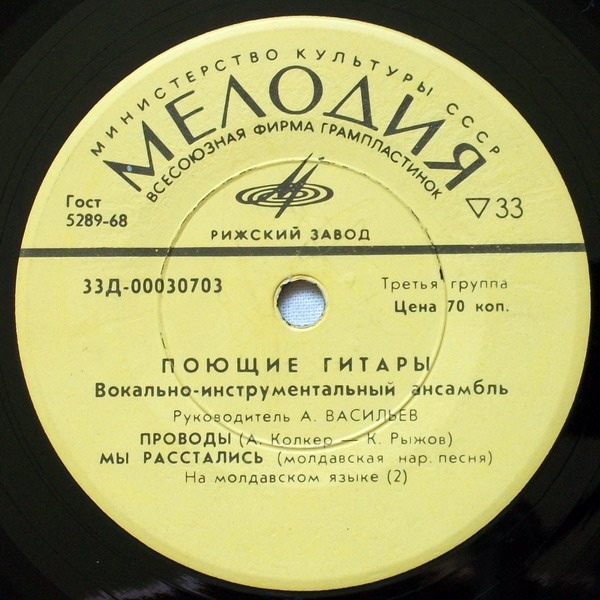 МИНИСТЕРСТВО КУЛЬТУРЫ СССР
МЕЛОДИЯ
ВСЕСОЮЗНАЯ ФИРМА ГРАМПЛАСТИНОК
Гост
5289-68
▽33
РИЖСКИЙ ЗАВОД
33Д-00030703
Третья группа
Цена 70 коп.
ПОЮЩИЕ ГИТАРЫ
Вокально-инструментальный ансамбль
Руководитель А. ВАСИЛЬЕВ
ПРОВОДЫ (А. Колкер — К. Рыжов)
МЫ РАССТАЛИСЬ (молдавская нар. песня)
На молдавском языке (2)